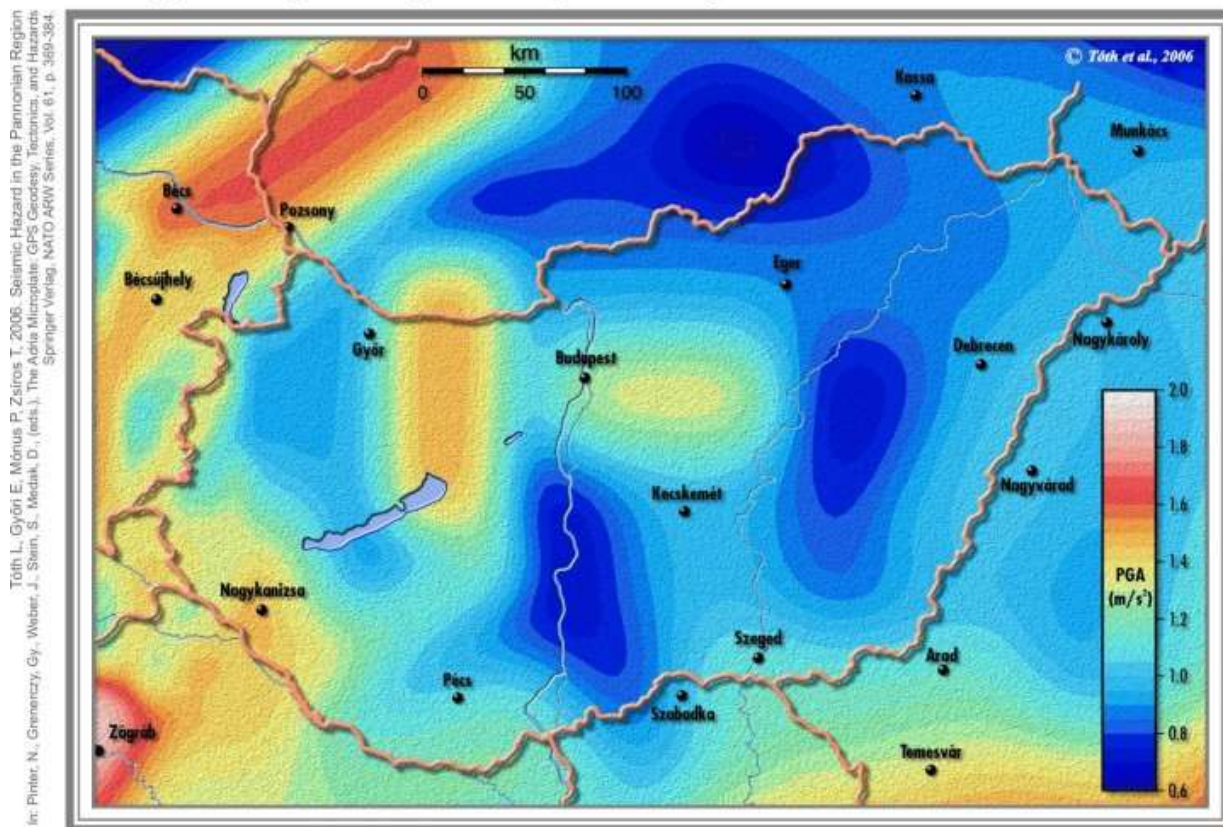 Tóth L., Győri E., Mónus P., Zsíros T., 2006. Seismic Hazard in the Pannonian Region
In: Pinter, N., Grenerczy, Gy., Weber, J., Stein, S., Medak, D., (eds.), The Adria Microplate: GPS Geodesy, Tectonics, and Hazards
Springer Verlag, NATO ARW Series, Vol. 61, p. 369-384
© Tóth et al., 2006
km
0 50 100
Kassa
Munkács
Bécs
Pozsony
Bécsújhely
Eger
Győr
Budapest
Debrecen
Nagykároly
Kecskemét
Nagyvárad
Nagykanizsa
Szeged
Arad
Pécs
Szabadka
Zágráb
Temesvár
2.0
1.8
1.6
1.4
PGA
(m/s²)
1.2
1.0
0.8
0.6